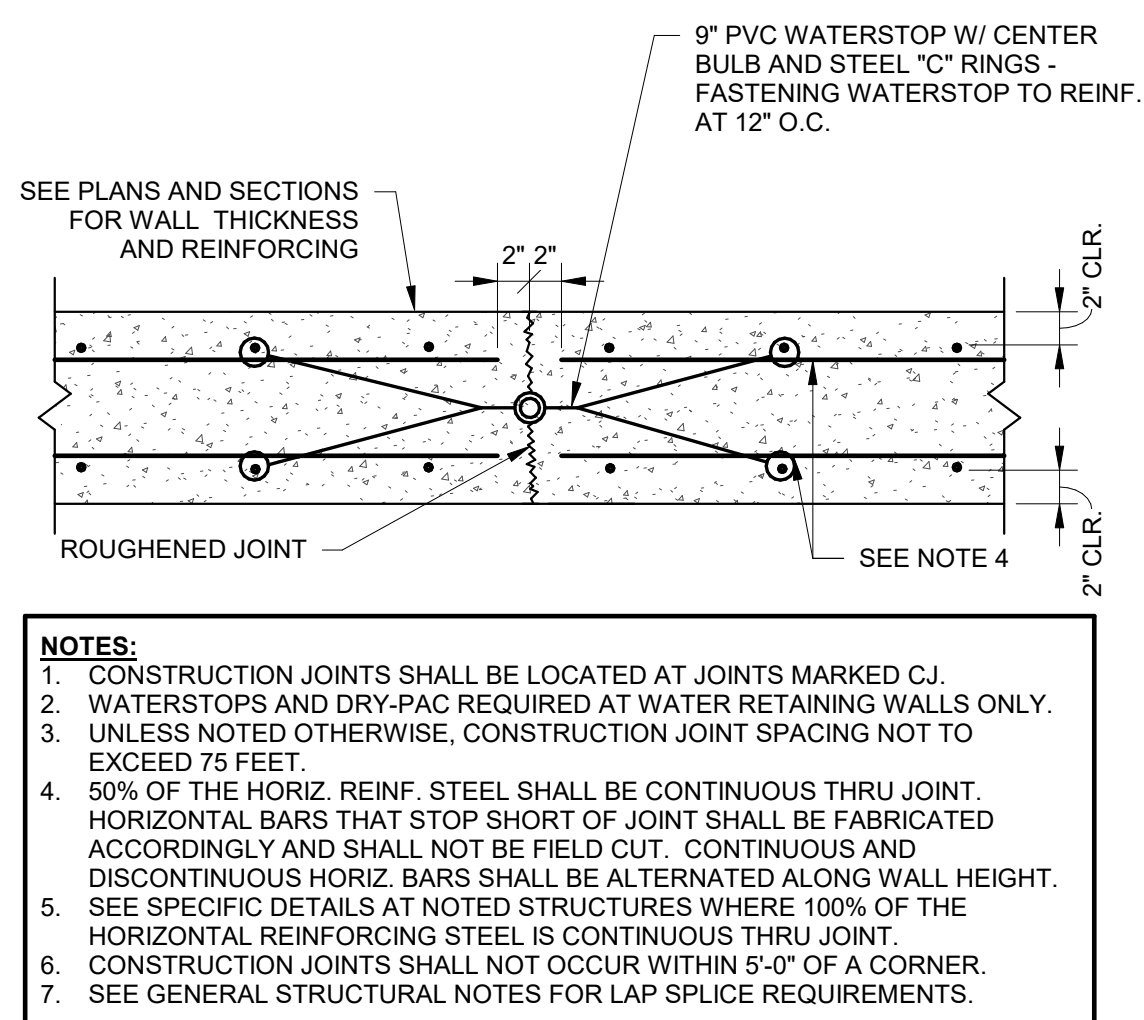 9" PVC WATERSTOP W/ CENTER
BULB AND STEEL "C" RINGS -
FASTENING WATERSTOP TO REINF.
AT 12" O.C.
SEE PLANS AND SECTIONS
FOR WALL THICKNESS
AND REINFORCING
2" 2"
2" CLR.
2" CLR.
ROUGHENED JOINT
SEE NOTE 4
NOTES:
1. CONSTRUCTION JOINTS SHALL BE LOCATED AT JOINTS MARKED CJ.
2. WATERSTOPS AND DRY-PAC REQUIRED AT WATER RETAINING WALLS ONLY.
3. UNLESS NOTED OTHERWISE, CONSTRUCTION JOINT SPACING NOT TO
EXCEED 75 FEET.
4. 50% OF THE HORIZ. REINF. STEEL SHALL BE CONTINUOUS THRU JOINT.
HORIZONTAL BARS THAT STOP SHORT OF JOINT SHALL BE FABRICATED
ACCORDINGLY AND SHALL NOT BE FIELD CUT. CONTINUOUS AND
DISCONTINUOUS HORIZ. BARS SHALL BE ALTERNATED ALONG WALL HEIGHT.
5. SEE SPECIFIC DETAILS AT NOTED STRUCTURES WHERE 100% OF THE
HORIZONTAL REINFORCING STEEL IS CONTINUOUS THRU JOINT.
6. CONSTRUCTION JOINTS SHALL NOT OCCUR WITHIN 5'-0" OF A CORNER.
7. SEE GENERAL STRUCTURAL NOTES FOR LAP SPLICE REQUIREMENTS.